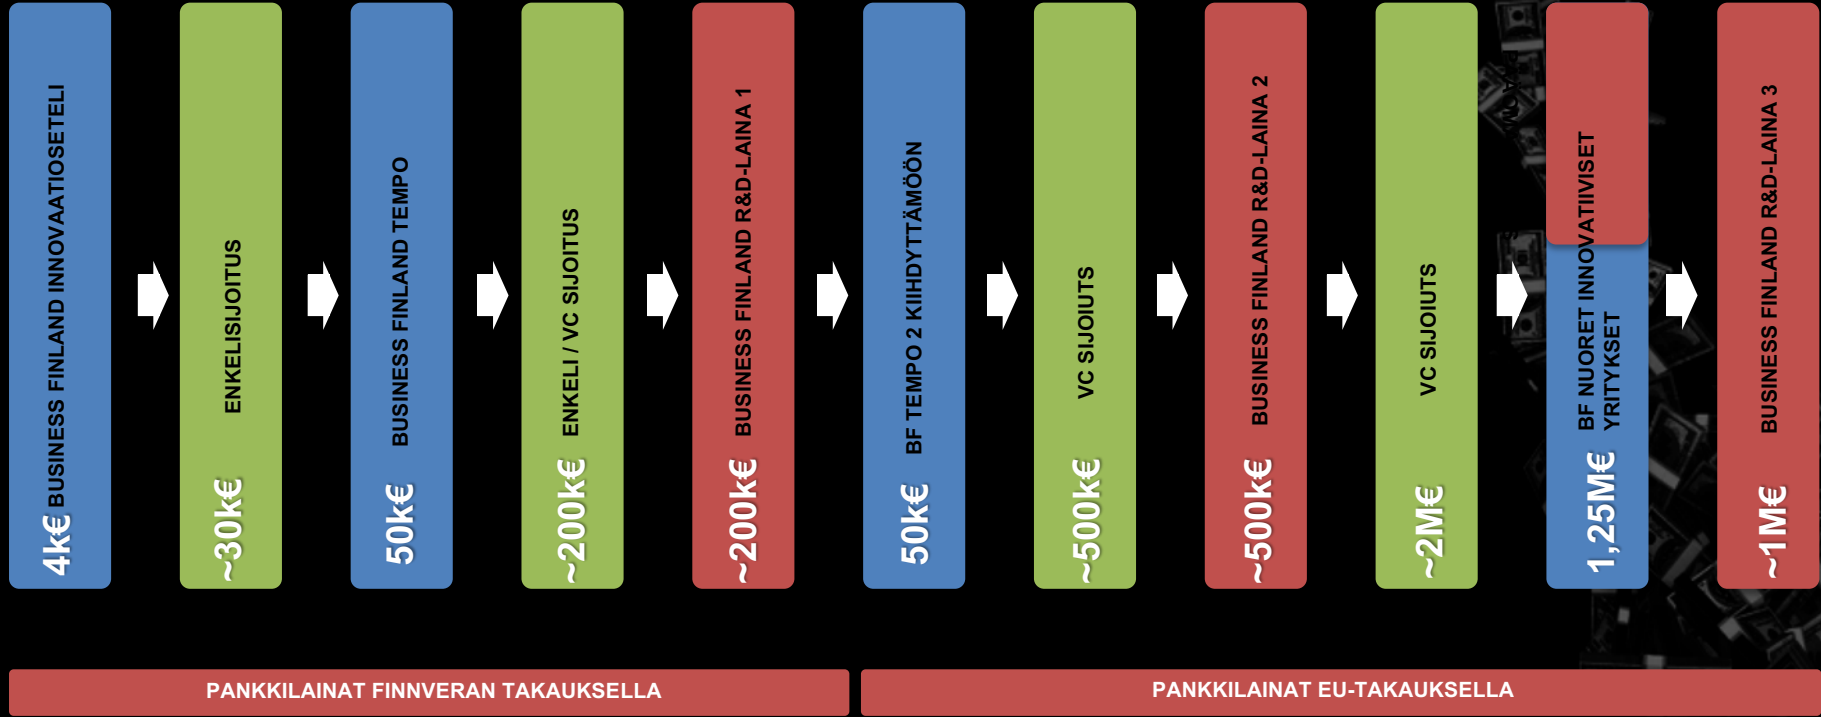 4k€ BUSINESS FINLAND INNOVAATIOSETELI
~30k€ ENKELISIJOITUS
50k€ BUSINESS FINLAND TEMPO
~200k€ ENKELI / VC SIJOITUS
~200k€ BUSINESS FINLAND R&D-LAINA 1
50k€ BF TEMPO 2 KIIHDYTTÄMÖÖN
~500k€ VC SIJOIUTS
~500k€ BUSINESS FINLAND R&D-LAINA 2
~2M€ VC SIJOIUTS
1,25M€ BF NUORET INNOVATIIVISET
YRITYKSET
~1M€ BUSINESS FINLAND R&D-LAINA 3
PANKKILAINAT FINNVERAN TAKAUKSELLA
PANKKILAINAT EU-TAKAUKSELLA